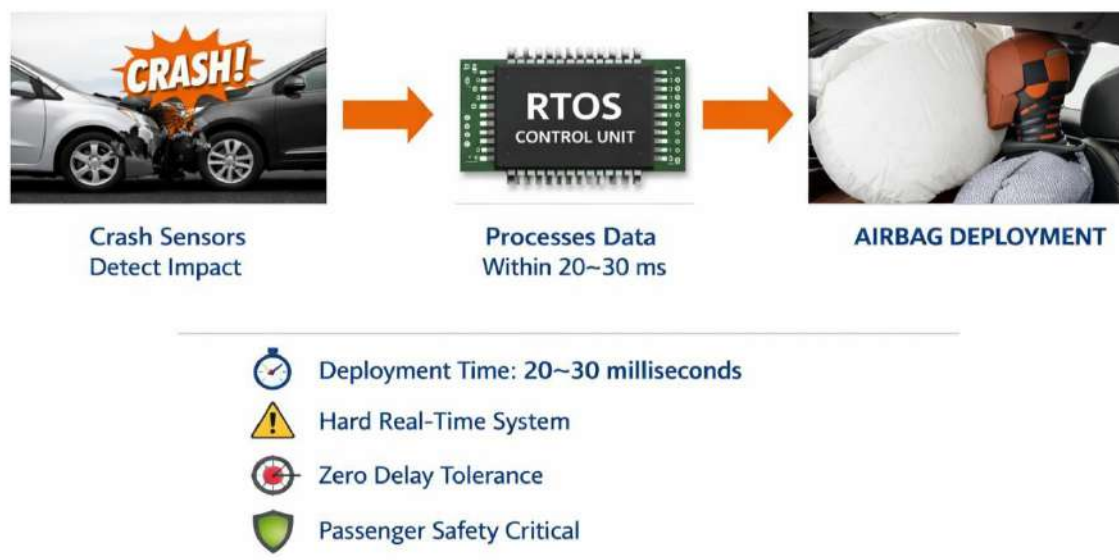 CRASH!
RTOS
CONTROL UNIT
Crash Sensors
Detect Impact
Processes Data
Within 20~30 ms
AIRBAG DEPLOYMENT
Deployment Time: 20~30 milliseconds
Hard Real-Time System
Zero Delay Tolerance
Passenger Safety Critical